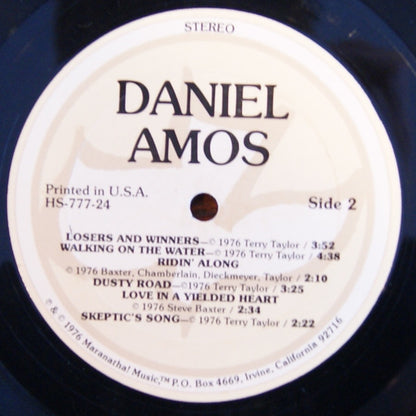 STEREO
DANIEL
AMOS
Printed in U.S.A.
HS-777-24
Side 2
LOSERS AND WINNERS—© 1976 Terry Taylor / 3:52
WALKING ON THE WATER—© 1976 Terry Taylor / 4:38
RIDIN' ALONG
© 1976 Baxter, Chamberlain, Dieckmeyer, Taylor / 2:10
DUSTY ROAD—©1976 Terry Taylor / 3:25
LOVE IN A YIELDED HEART
© 1976 Steve Baxter / 2:34
SKEPTIC'S SONG—© 1976 Terry Taylor / 2:22
℗ & © 1976 Maranatha! Music,™ P.O. Box 4669, Irvine, California 92716